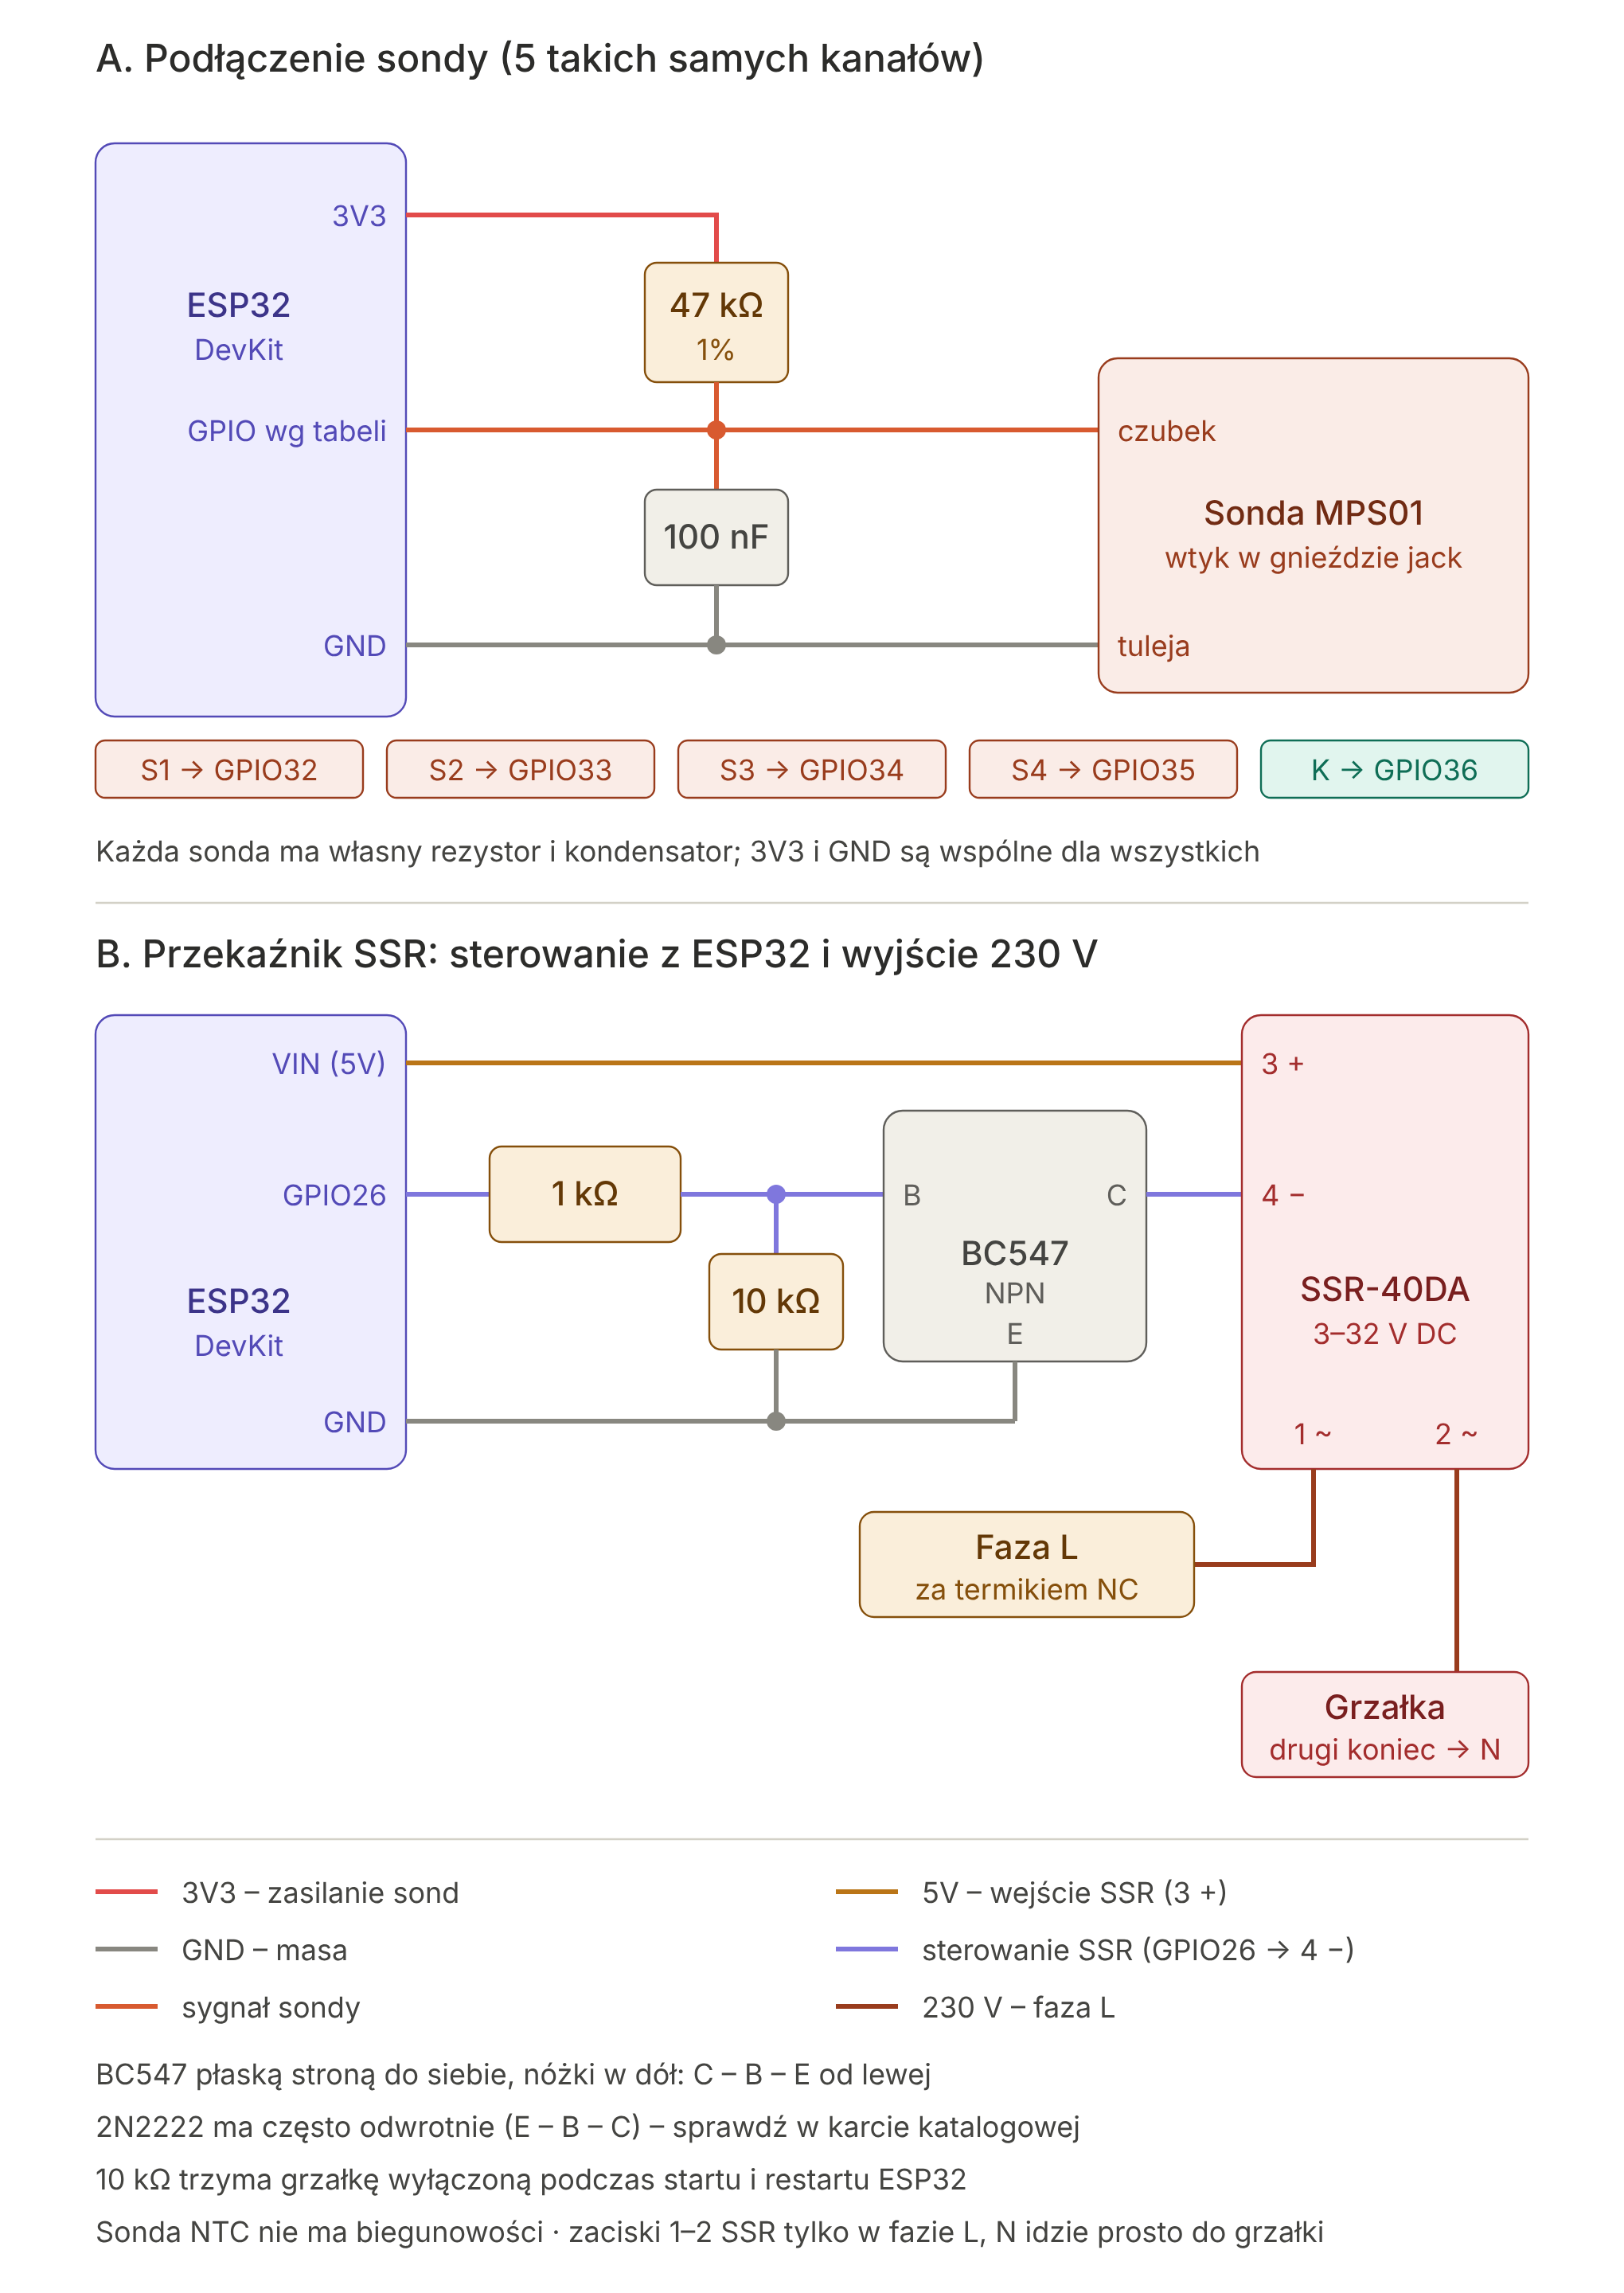 A. Podłączenie sondy (5 takich samych kanałów)
3V3
ESP32
DevKit
47 kΩ
1%
GPIO wg tabeli
czubek
100 nF
Sonda MPS01
wtyk w gnieździe jack
GND
tuleja
S1 → GPIO32
S2 → GPIO33
S3 → GPIO34
S4 → GPIO35
K → GPIO36
Każda sonda ma własny rezystor i kondensator; 3V3 i GND są wspólne dla wszystkich
B. Przekaźnik SSR: sterowanie z ESP32 i wyjście 230 V
VIN (5V)
3 +
GPIO26
1 kΩ
B
C
4 −
BC547
NPN
E
10 kΩ
ESP32
DevKit
SSR-40DA
3–32 V DC
GND
1 ~
2 ~
Faza L
za termikiem NC
Grzałka
drugi koniec → N
3V3 – zasilanie sond
5V – wejście SSR (3 +)
GND – masa
sterowanie SSR (GPIO26 → 4 −)
sygnał sondy
230 V – faza L
BC547 płaską stroną do siebie, nóżki w dół: C – B – E od lewej
2N2222 ma często odwrotnie (E – B – C) – sprawdź w karcie katalogowej
10 kΩ trzyma grzałkę wyłączoną podczas startu i restartu ESP32
Sonda NTC nie ma biegunowości · zaciski 1–2 SSR tylko w fazie L, N idzie prosto do grzałki